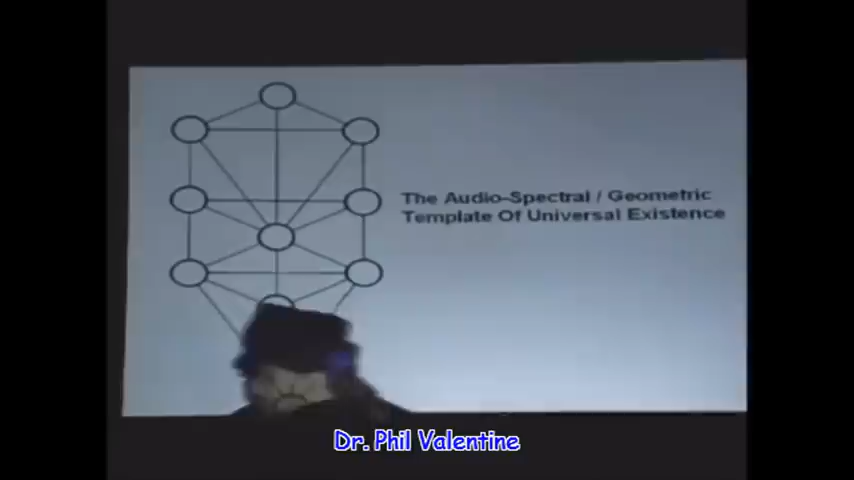 The Audio-Spectral / Geometric
Template Of Universal Existence
Dr. Phil Valentine